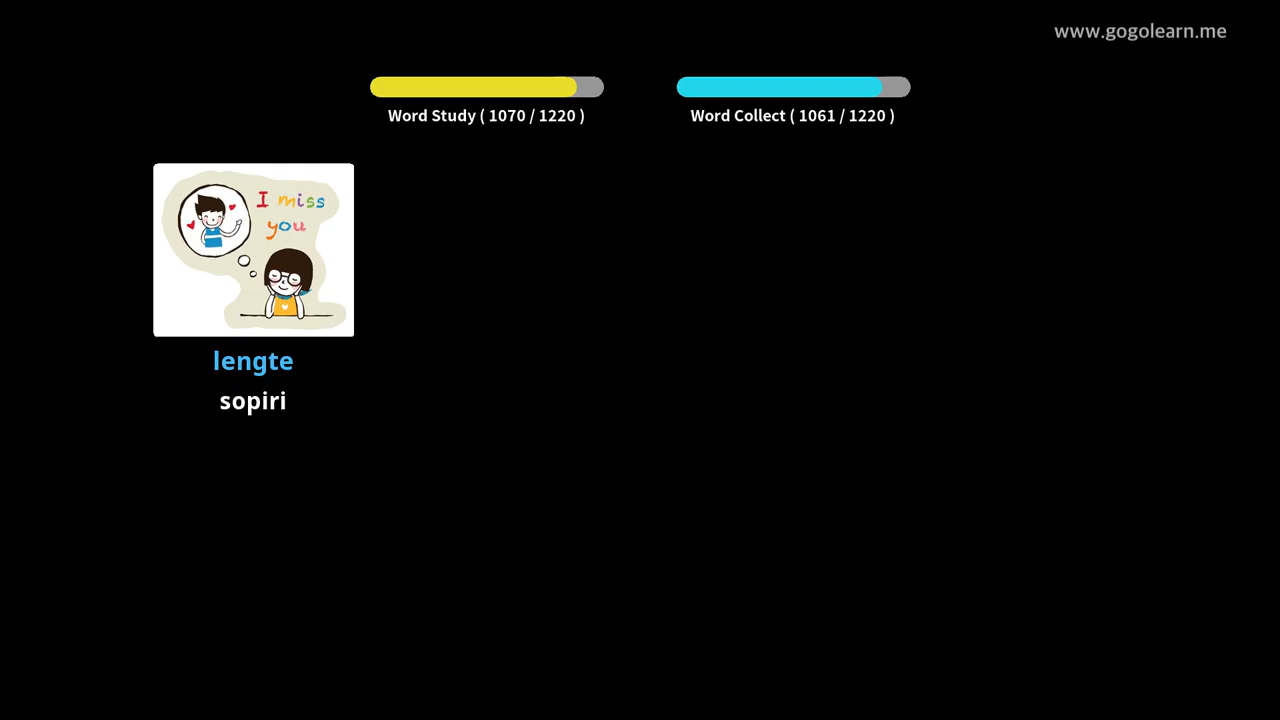 www.gogolearn.me
Word Study ( 1070 / 1220 )
Word Collect ( 1061 / 1220 )
I miss
you
lengte
sopiri